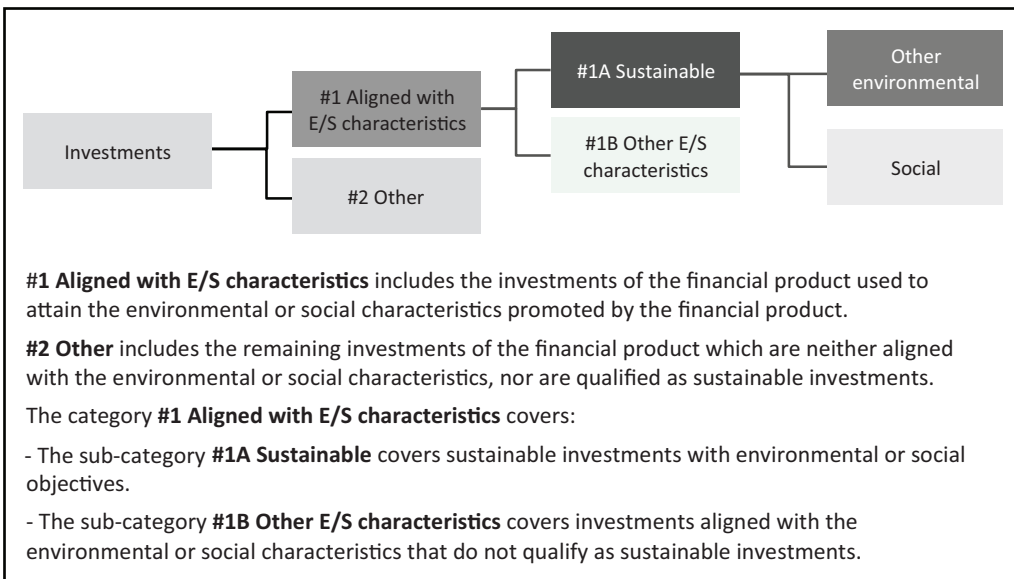 Investments
#1 Aligned with
E/S characteristics
#2 Other
#1A Sustainable
#1B Other E/S
characteristics
Other
environmental
Social
#1 Aligned with E/S characteristics includes the investments of the financial product used to
attain the environmental or social characteristics promoted by the financial product.
#2 Other includes the remaining investments of the financial product which are neither aligned
with the environmental or social characteristics, nor are qualified as sustainable investments.
The category #1 Aligned with E/S characteristics covers:
- The sub-category #1A Sustainable covers sustainable investments with environmental or social
objectives.
- The sub-category #1B Other E/S characteristics covers investments aligned with the
environmental or social characteristics that do not qualify as sustainable investments.